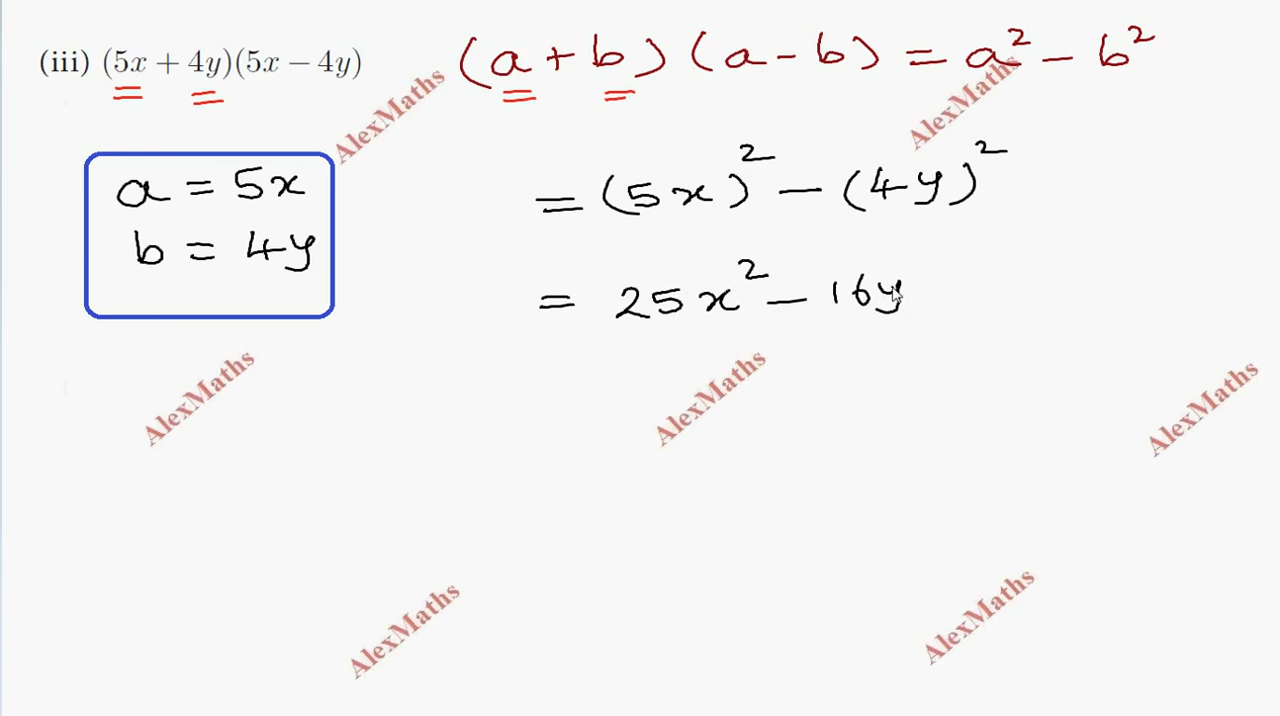 (iii) (5x + 4y)(5x − 4y) (a + b) (a - b) = a² - b²
AlexMaths
AlexMaths
a = 5x
= (5x)² - (4y)²
b = 4y
= 25x² - 16y
AlexMaths
AlexMaths
AlexMaths
AlexMaths
AlexMaths